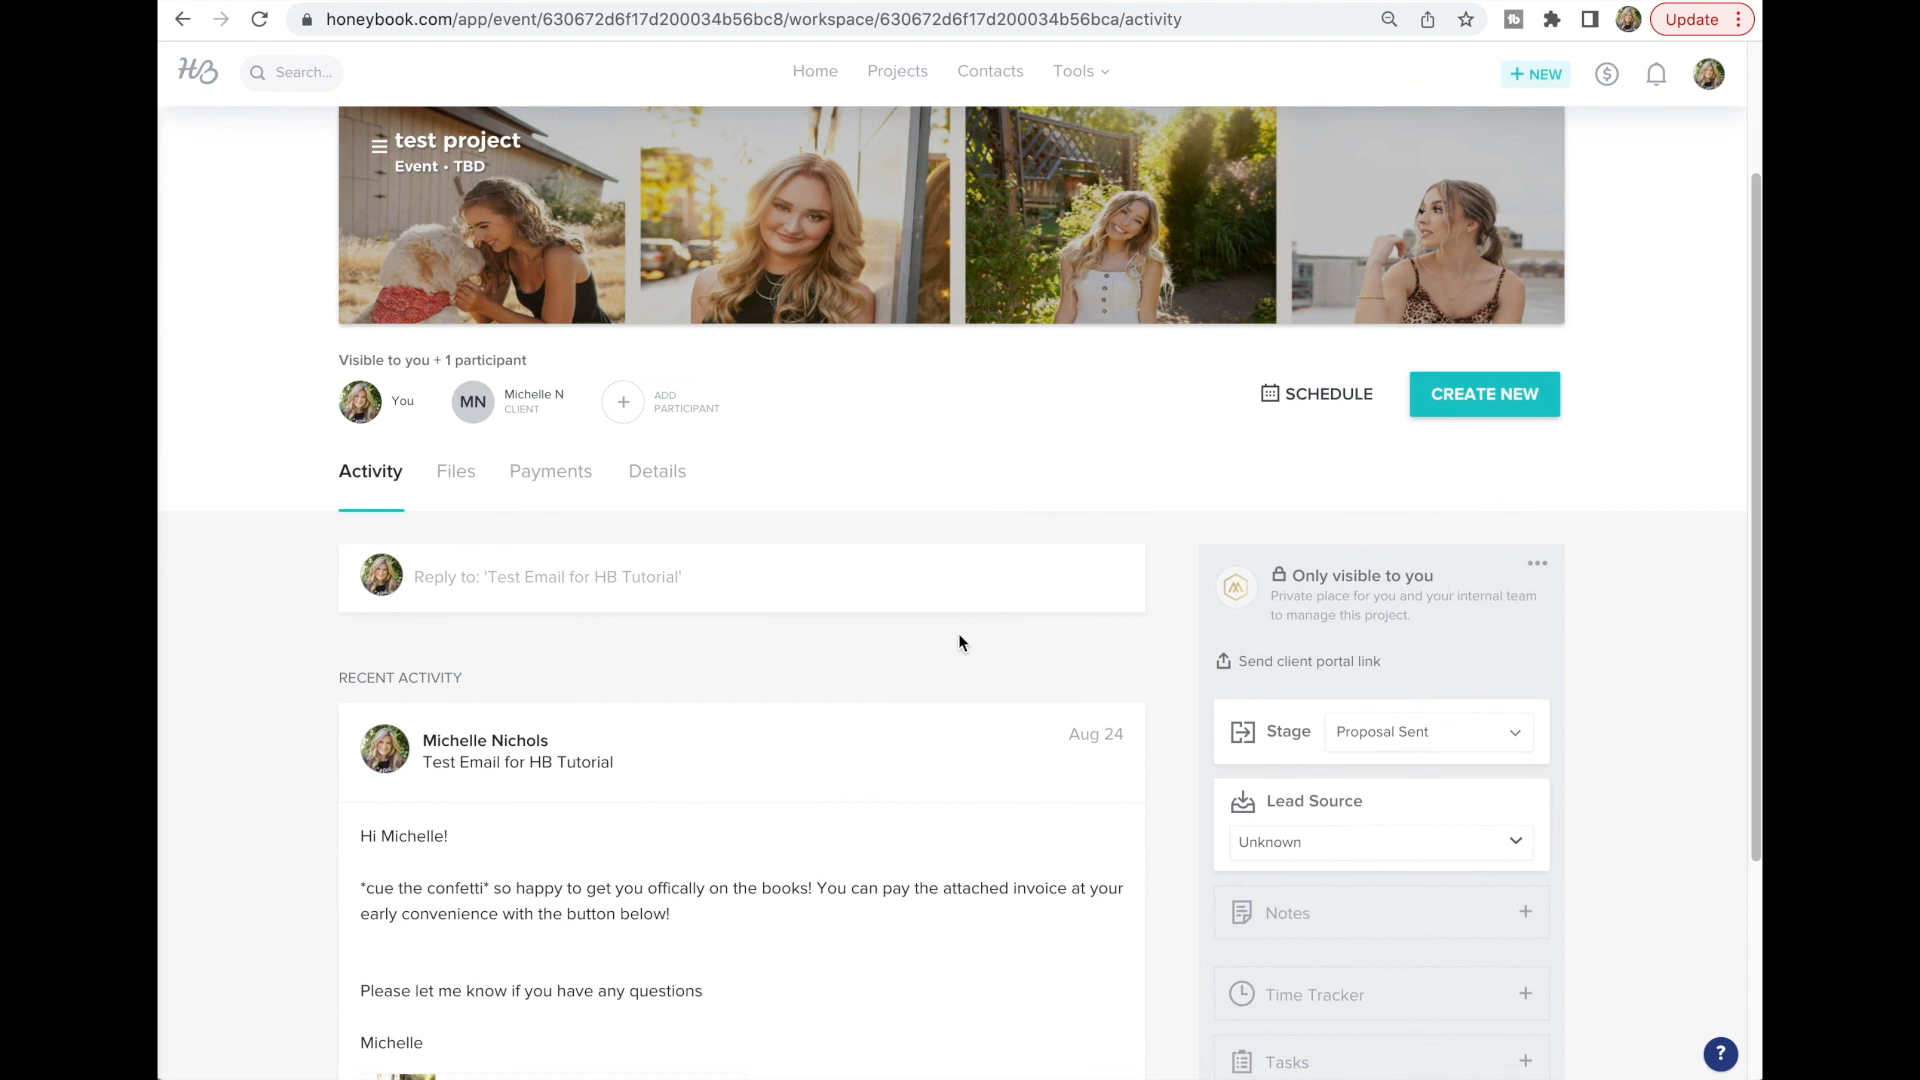 honeybook.com/app/event/630672d6f17d200034b56bc8/workspace/630672d6f17d200034b56bca/activity
Update
HB
Search...
Home
Projects
Contacts
Tools
+ NEW
test project
Event • TBD
Visible to you + 1 participant
You
MN
Michelle N
CLIENT
+
ADD
PARTICIPANT
SCHEDULE
CREATE NEW
Activity
Files
Payments
Details
Reply to: 'Test Email for HB Tutorial'
RECENT ACTIVITY
Michelle Nichols
Test Email for HB Tutorial
Aug 24
Hi Michelle!
*cue the confetti* so happy to get you offically on the books! You can pay the attached invoice at your
early convenience with the button below!
Please let me know if you have any questions
Michelle
Only visible to you
Private place for you and your internal team
to manage this project.
Send client portal link
Stage
Proposal Sent
Lead Source
Unknown
Notes
+
Time Tracker
+
Tasks
+
?